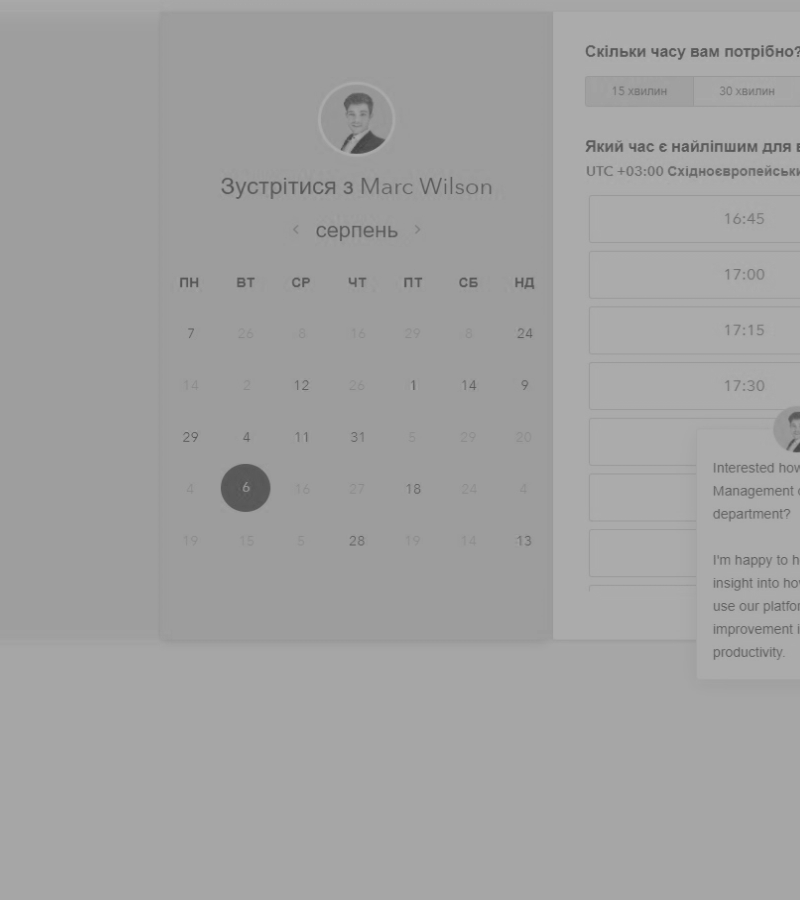 Зустрітися з Marc Wilson
серпень
ПН ВТ СР ЧТ ПТ СБ НД
7 26 8 16 29 8 24
14 2 12 26 1 14 9
29 4 11 31 5 29 20
4 6 16 27 18 24 4
19 15 5 28 19 14 13
Скільки часу вам потрібно?
15 хвилин 30 хвилин
Який час є найліпшим для
UTC +03:00 Східноєвропейськи
16:45
17:00
17:15
17:30
Interested how
Management
department?
I'm happy to h
insight into how
use our platfor
improvement i
productivity.